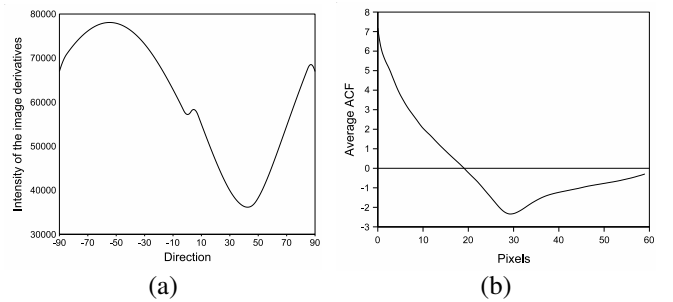 80000
70000
60000
50000
40000
30000
Intensity of the image derivatives
-90 -70 -50 -30 -10 10 30 50 70 90
Direction
(a)
8
7
6
5
4
3
2
1
0
-1
-2
-3
Average ACF
0 10 20 30 40 50 60
Pixels
(b)